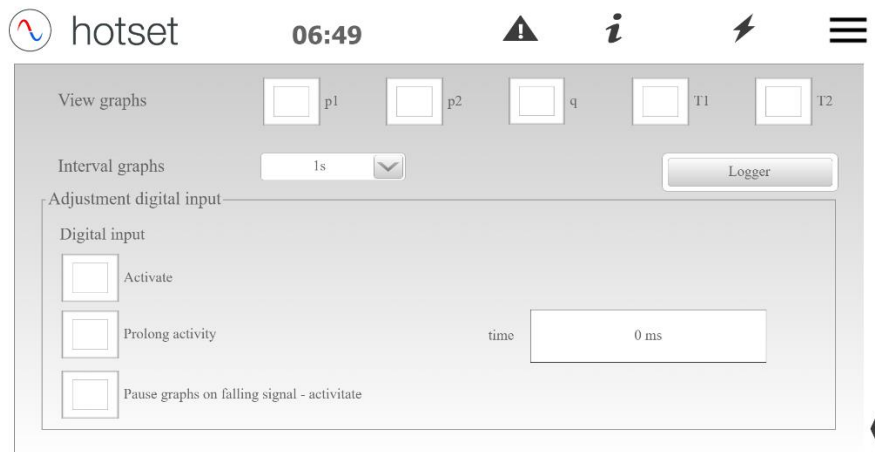 hotset 06:49
View graphs p1 p2 q T1 T2
Interval graphs 1s Logger
Adjustment digital input
Digital input
Activate
Prolong activity time 0 ms
Pause graphs on falling signal - activitate